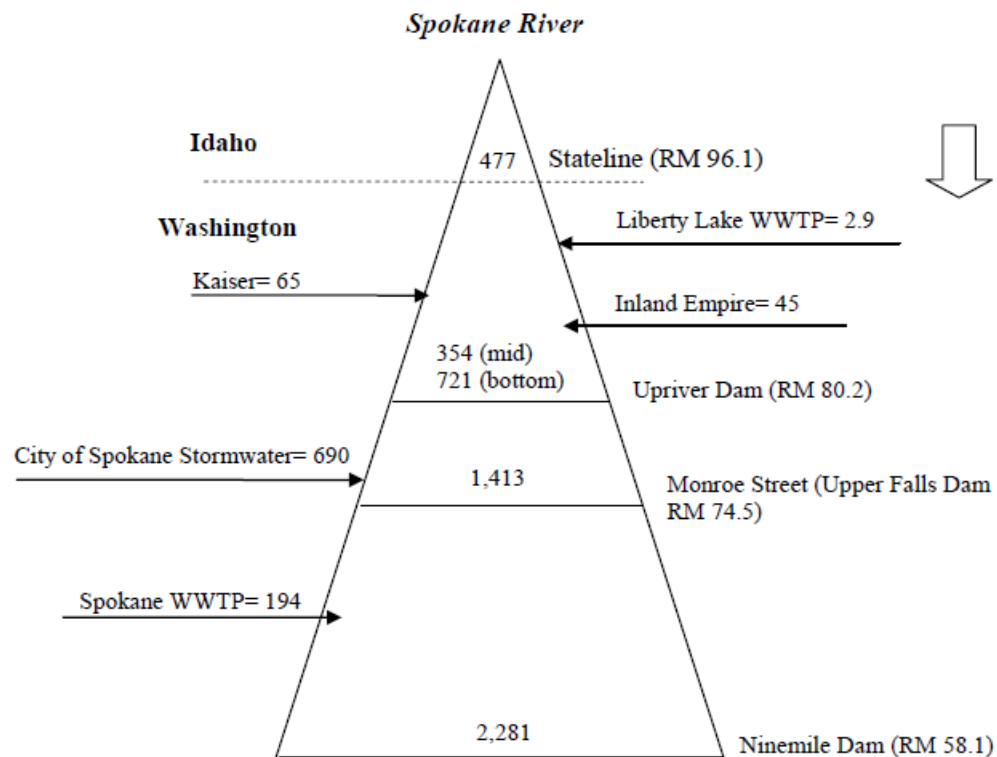 Spokane River
Idaho
477
Stateline (RM 96.1)
Washington
Liberty Lake WWTP= 2.9
Kaiser= 65
Inland Empire= 45
354 (mid)
721 (bottom)
Upriver Dam (RM 80.2)
City of Spokane Stormwater= 690
1,413
Monroe Street (Upper Falls Dam
RM 74.5)
Spokane WWTP= 194
2,281
Ninemile Dam (RM 58.1)